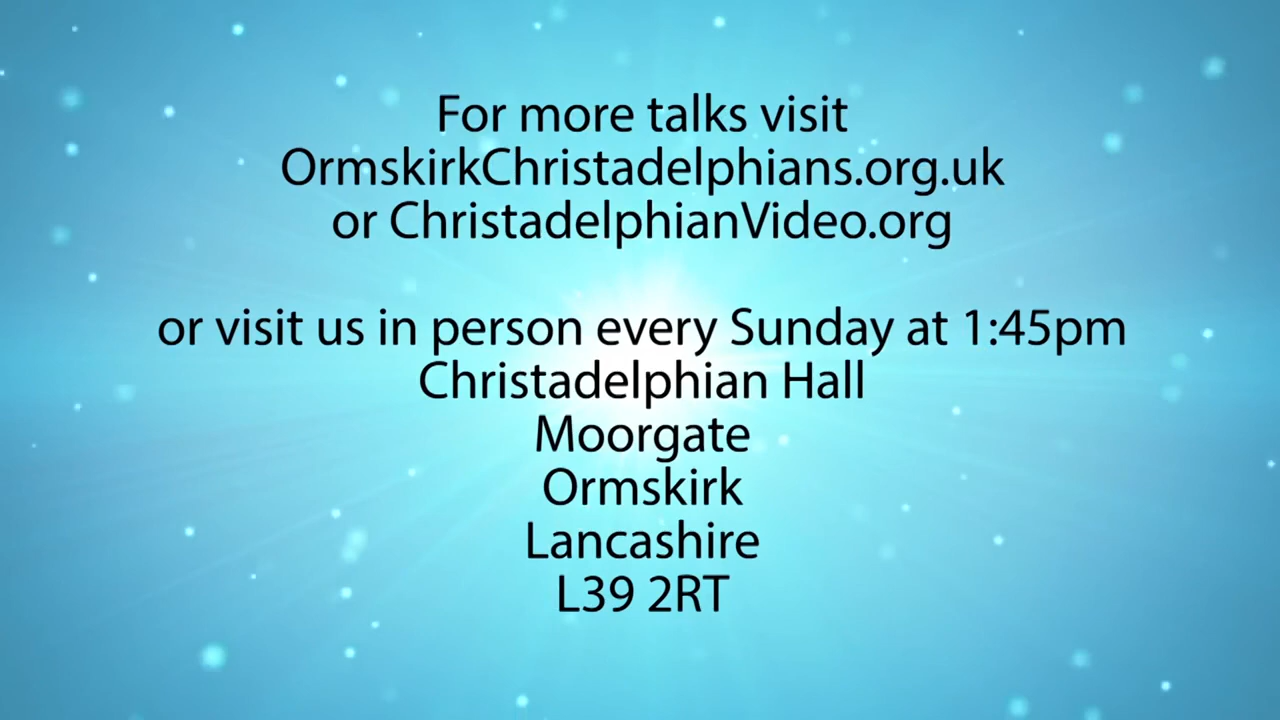 For more talks visit
OrmskirkChristadelphians.org.uk
or ChristadelphianVideo.org
or visit us in person every Sunday at 1:45pm
Christadelphian Hall
Moorgate
Ormskirk
Lancashire
L39 2RT